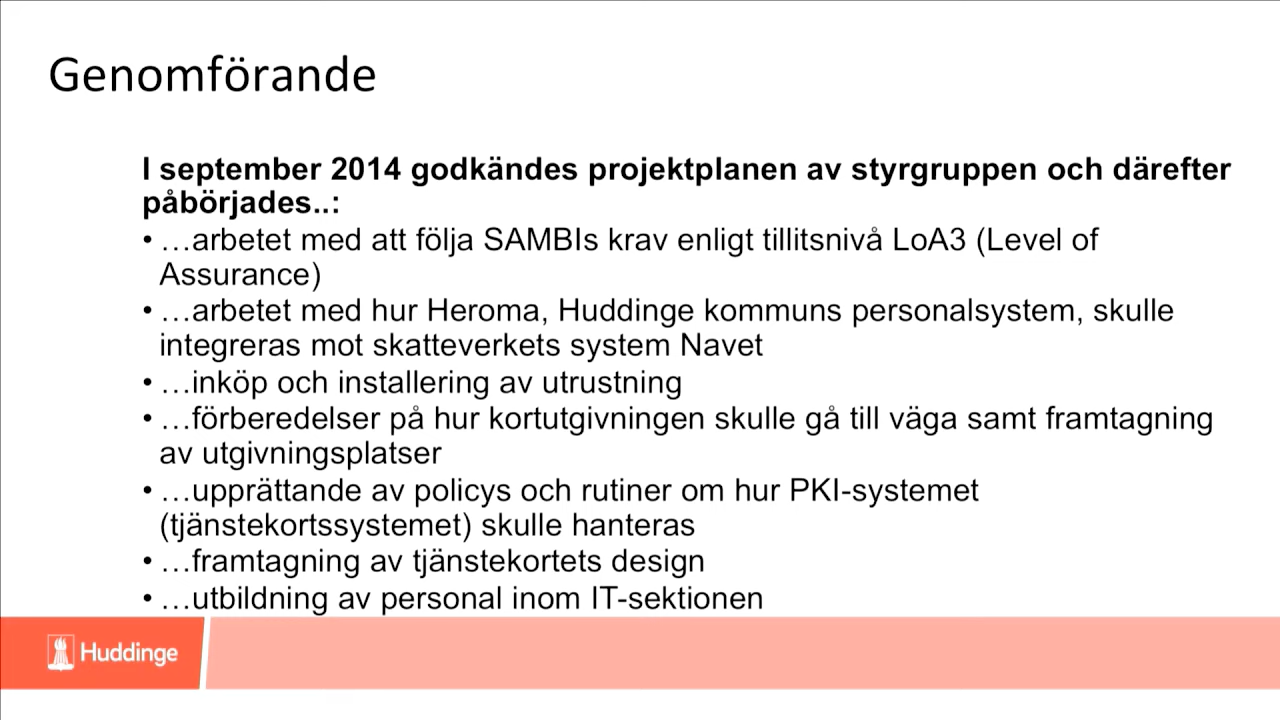 Genomförande
I september 2014 godkändes projektplanen av styrgruppen och därefter
påbörjades..:
• …arbetet med att följa SAMBIs krav enligt tillitsnivå LoA3 (Level of
Assurance)
• …arbetet med hur Heroma, Huddinge kommuns personalsystem, skulle
integreras mot skatteverkets system Navet
• …inköp och installering av utrustning
• …förberedelser på hur kortutgivningen skulle gå till väga samt framtagning
av utgivningsplatser
• …upprättande av policys och rutiner om hur PKI-systemet
(tjänstekortssystemet) skulle hanteras
• …framtagning av tjänstekortets design
• …utbildning av personal inom IT-sektionen
Huddinge